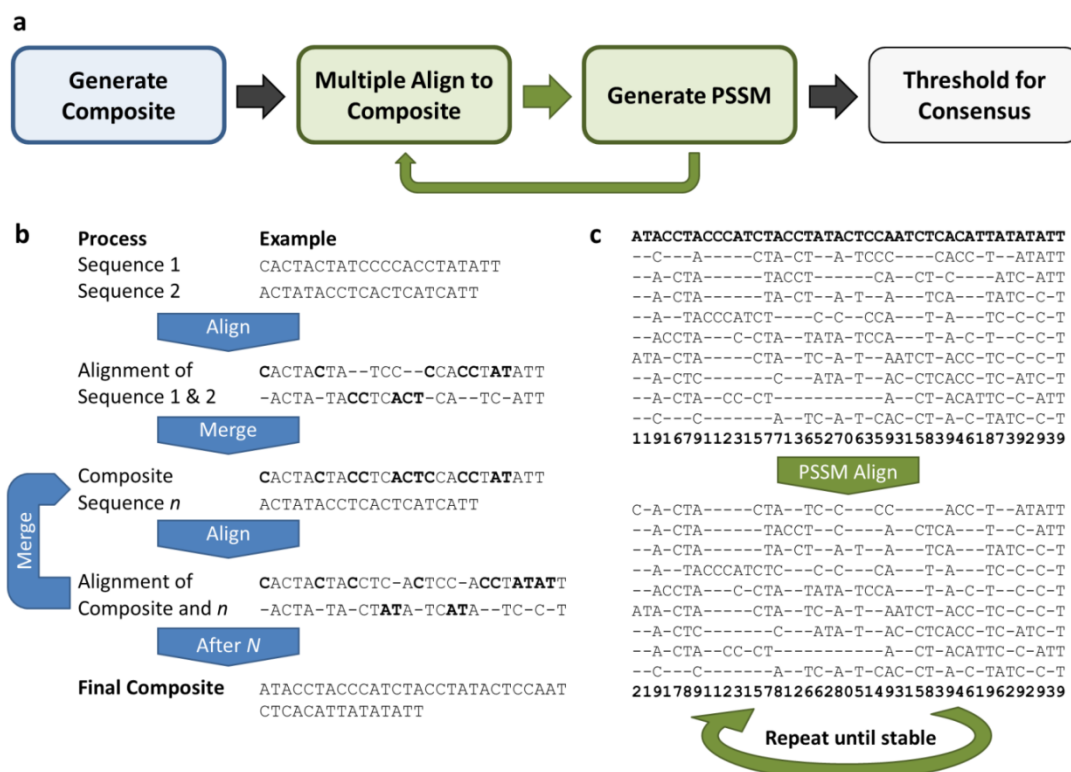 a
Generate
Composite
Multiple Align to
Composite
Generate PSSM
Threshold for
Consensus
b
Process Example
Sequence 1 CACTACTATCCCCACCTATATT
Sequence 2 ACTATACCTCACTCATCATT
Align
Alignment of CACTACTA--TCC--CCACCTATATT
Sequence 1 & 2 -ACTA-TACCTCACT-CA--TC-ATT
Merge
Composite CACTACTACCTCACTCCACCTATATT
Sequence n ACTATACCTCACTCATCATT
Align
Merge
Alignment of CACTACTACCTC-ACTCC-ACCTATATT
Composite and n -ACTA-TA-CTATA-TCATA--TC-C-T
After N
Final Composite ATACCTACCCATCTACCTATACTCCAAT
CTCACATTATATATT
c
ATACCTACCCATCTACCTATACTCCAATCTCACATTATATATT
--C---A------CTA-CT--A-TCCC----CACC-T--ATATT
--A-CTA------TACCT-----CA--CT-C----ATC-ATT
--A-CTA------TA-CT--A-T--A---TCA---TATC-C-T
--A--TACCCATCT----C--C--CCA---T-A---TC-C-C-T
--ACCTA---C-CTA--TATA-TCCA---T-A-C-T--C-C-T
ATA-CTA------CTA--TC-A-T--AATCT-ACC-TC-C-C-T
--A-CTC-------C---ATA-T--AC-CTCACC-TC-ATC-T
--A-CTA---CC-CT-----------A--CT-ACATTC-C-ATT
--C---C-------A--TC-A-T-CAC-CT-A-C-TATC-C-T
1191679112315771365270635931583946187392939
PSSM Align
C-A-CTA------CTA--TC-C---CC------ACC-T--ATATT
--A-CTA------TACCT--C----A-CTCA---T-C-ATT
--A-CTA------TA-CT--A-T--A---TCA---TATC-C-T
--A--TACCCATCTC----C--C--CA---T-A---TC-C-C-T
--ACCTA---C-CTA--TATA-TCCA---T-A-C-T--C-C-T
ATA-CTA------CTA--TC-A-T--AATCT-ACC-TC-C-C-T
--A-CTC-------C---ATA-T--AC-CTCACC-TC-ATC-T
--A-CTA---CC-CT-----------A--CT-ACATTC-C-ATT
--C---C-------A--TC-A-T-CAC-CT-A-C-TATC-C-T
2191789112315781266280514931583946196292939
Repeat until stable